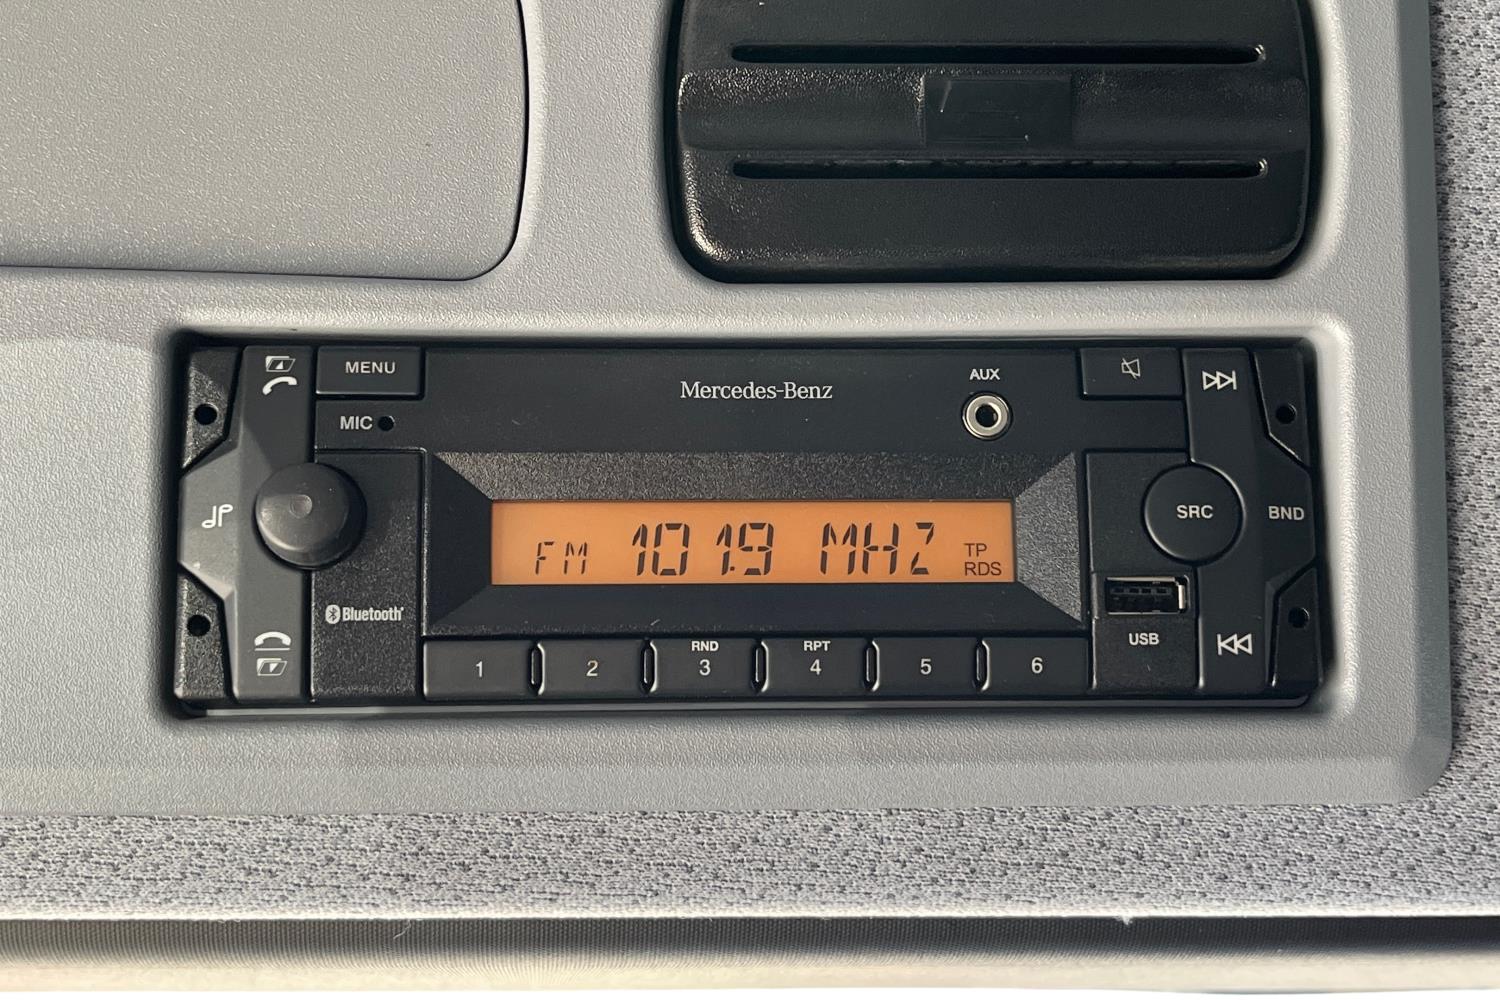 MENU
Mercedes-Benz
AUX
MIC
SRC
BND
FM 101.9 MHZ
TP
RDS
Bluetooth
USB
1
2
RND
3
RPT
4
5
6